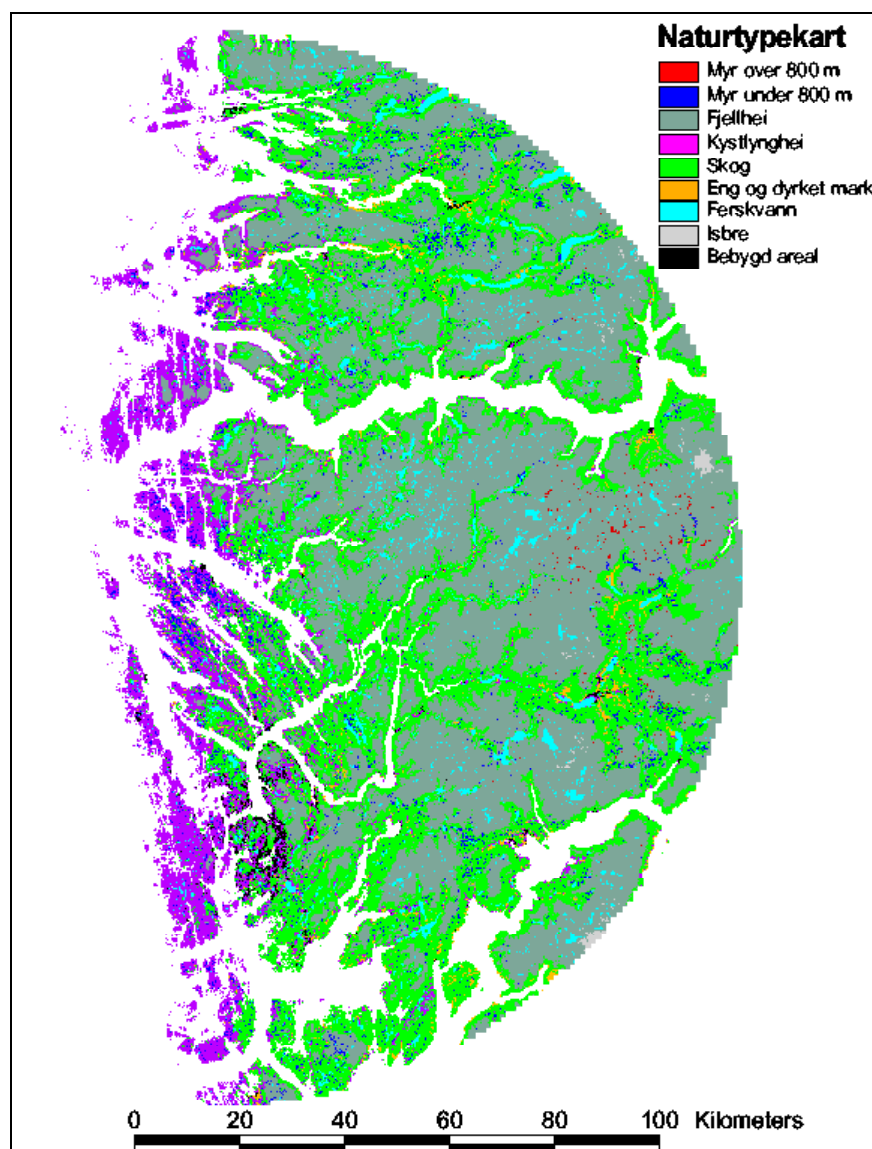 Naturtypekart
Myr over 800 m
Myr under 800 m
Fjellhei
Kystlynghei
Skog
Eng og dyrket mark
Ferskvann
Isbre
Bebygd areal
0 20 40 60 80 100 Kilometers